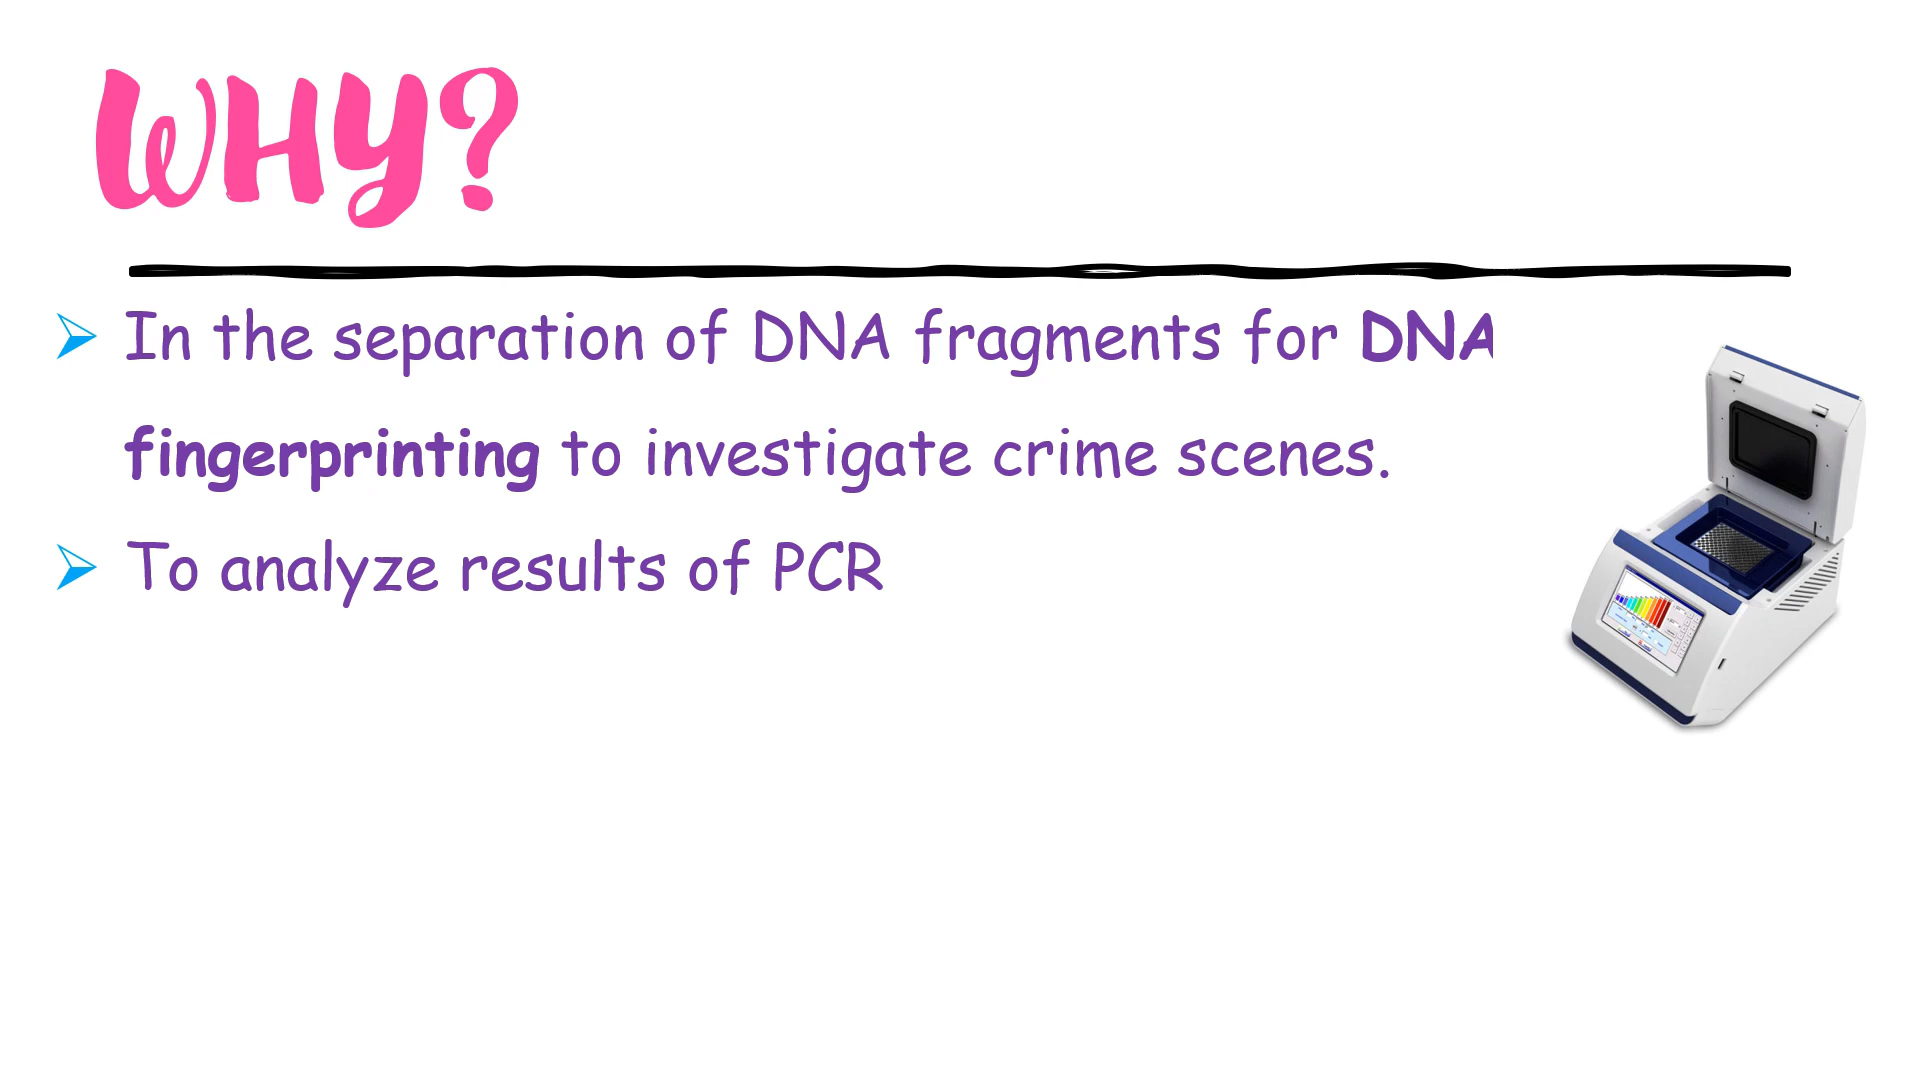 WHY?
In the separation of DNA fragments for DNA
fingerprinting to investigate crime scenes.
To analyze results of PCR